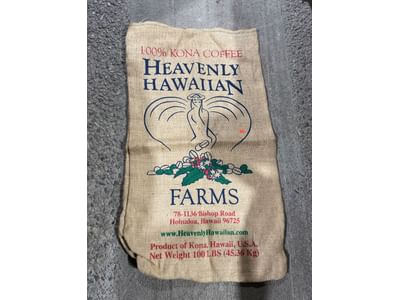 100% KONA COFFEE
HEAVENLY
HAWAIIAN
FARMS
78-1136 Bishop Road
Holualoa, Hawaii 96725
www.HeavenlyHawaiian.com
Product of Kona, Hawaii, U.S.A.
Net Weight 100 LBS (45.36 Kg)